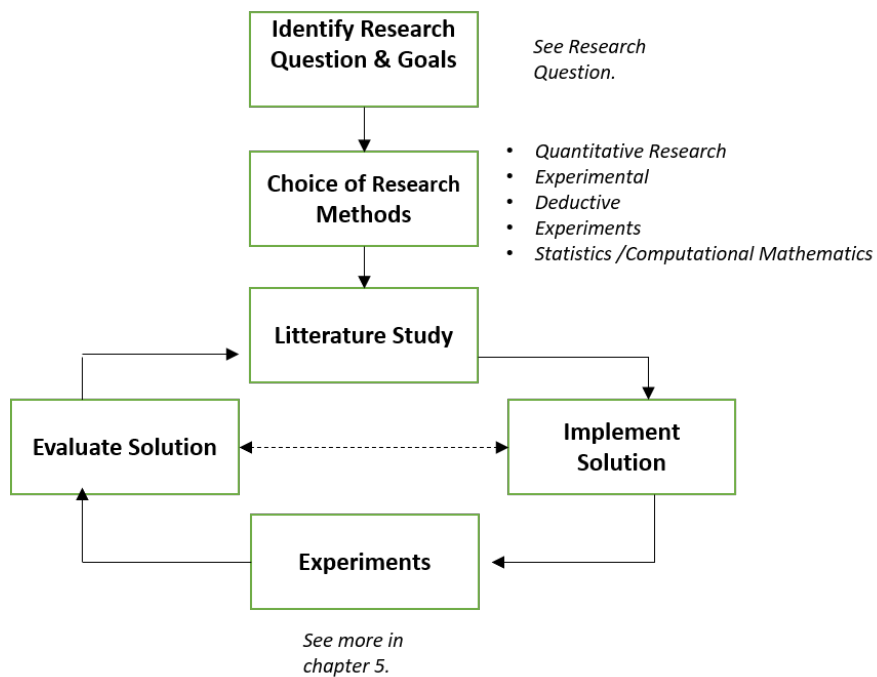 Identify Research
Question & Goals
See Research
Question.
Choice of Research
Methods
• Quantitative Research
• Experimental
• Deductive
• Experiments
• Statistics /Computational Mathematics
Litterature Study
Evaluate Solution
Implement
Solution
Experiments
See more in
chapter 5.